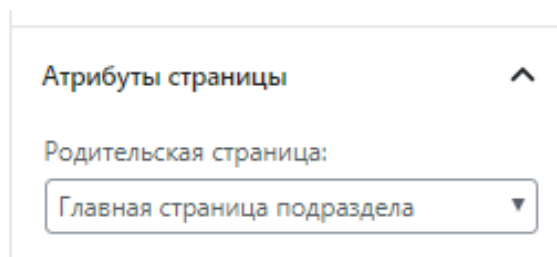 Атрибуты страницы
Родительская страница:
Главная страница подраздела